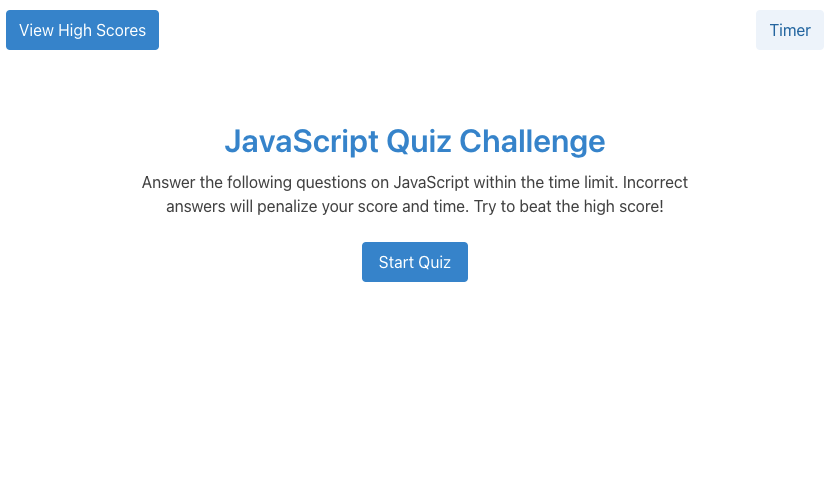 View High Scores
Timer
JavaScript Quiz Challenge
Answer the following questions on JavaScript within the time limit. Incorrect
answers will penalize your score and time. Try to beat the high score!
Start Quiz